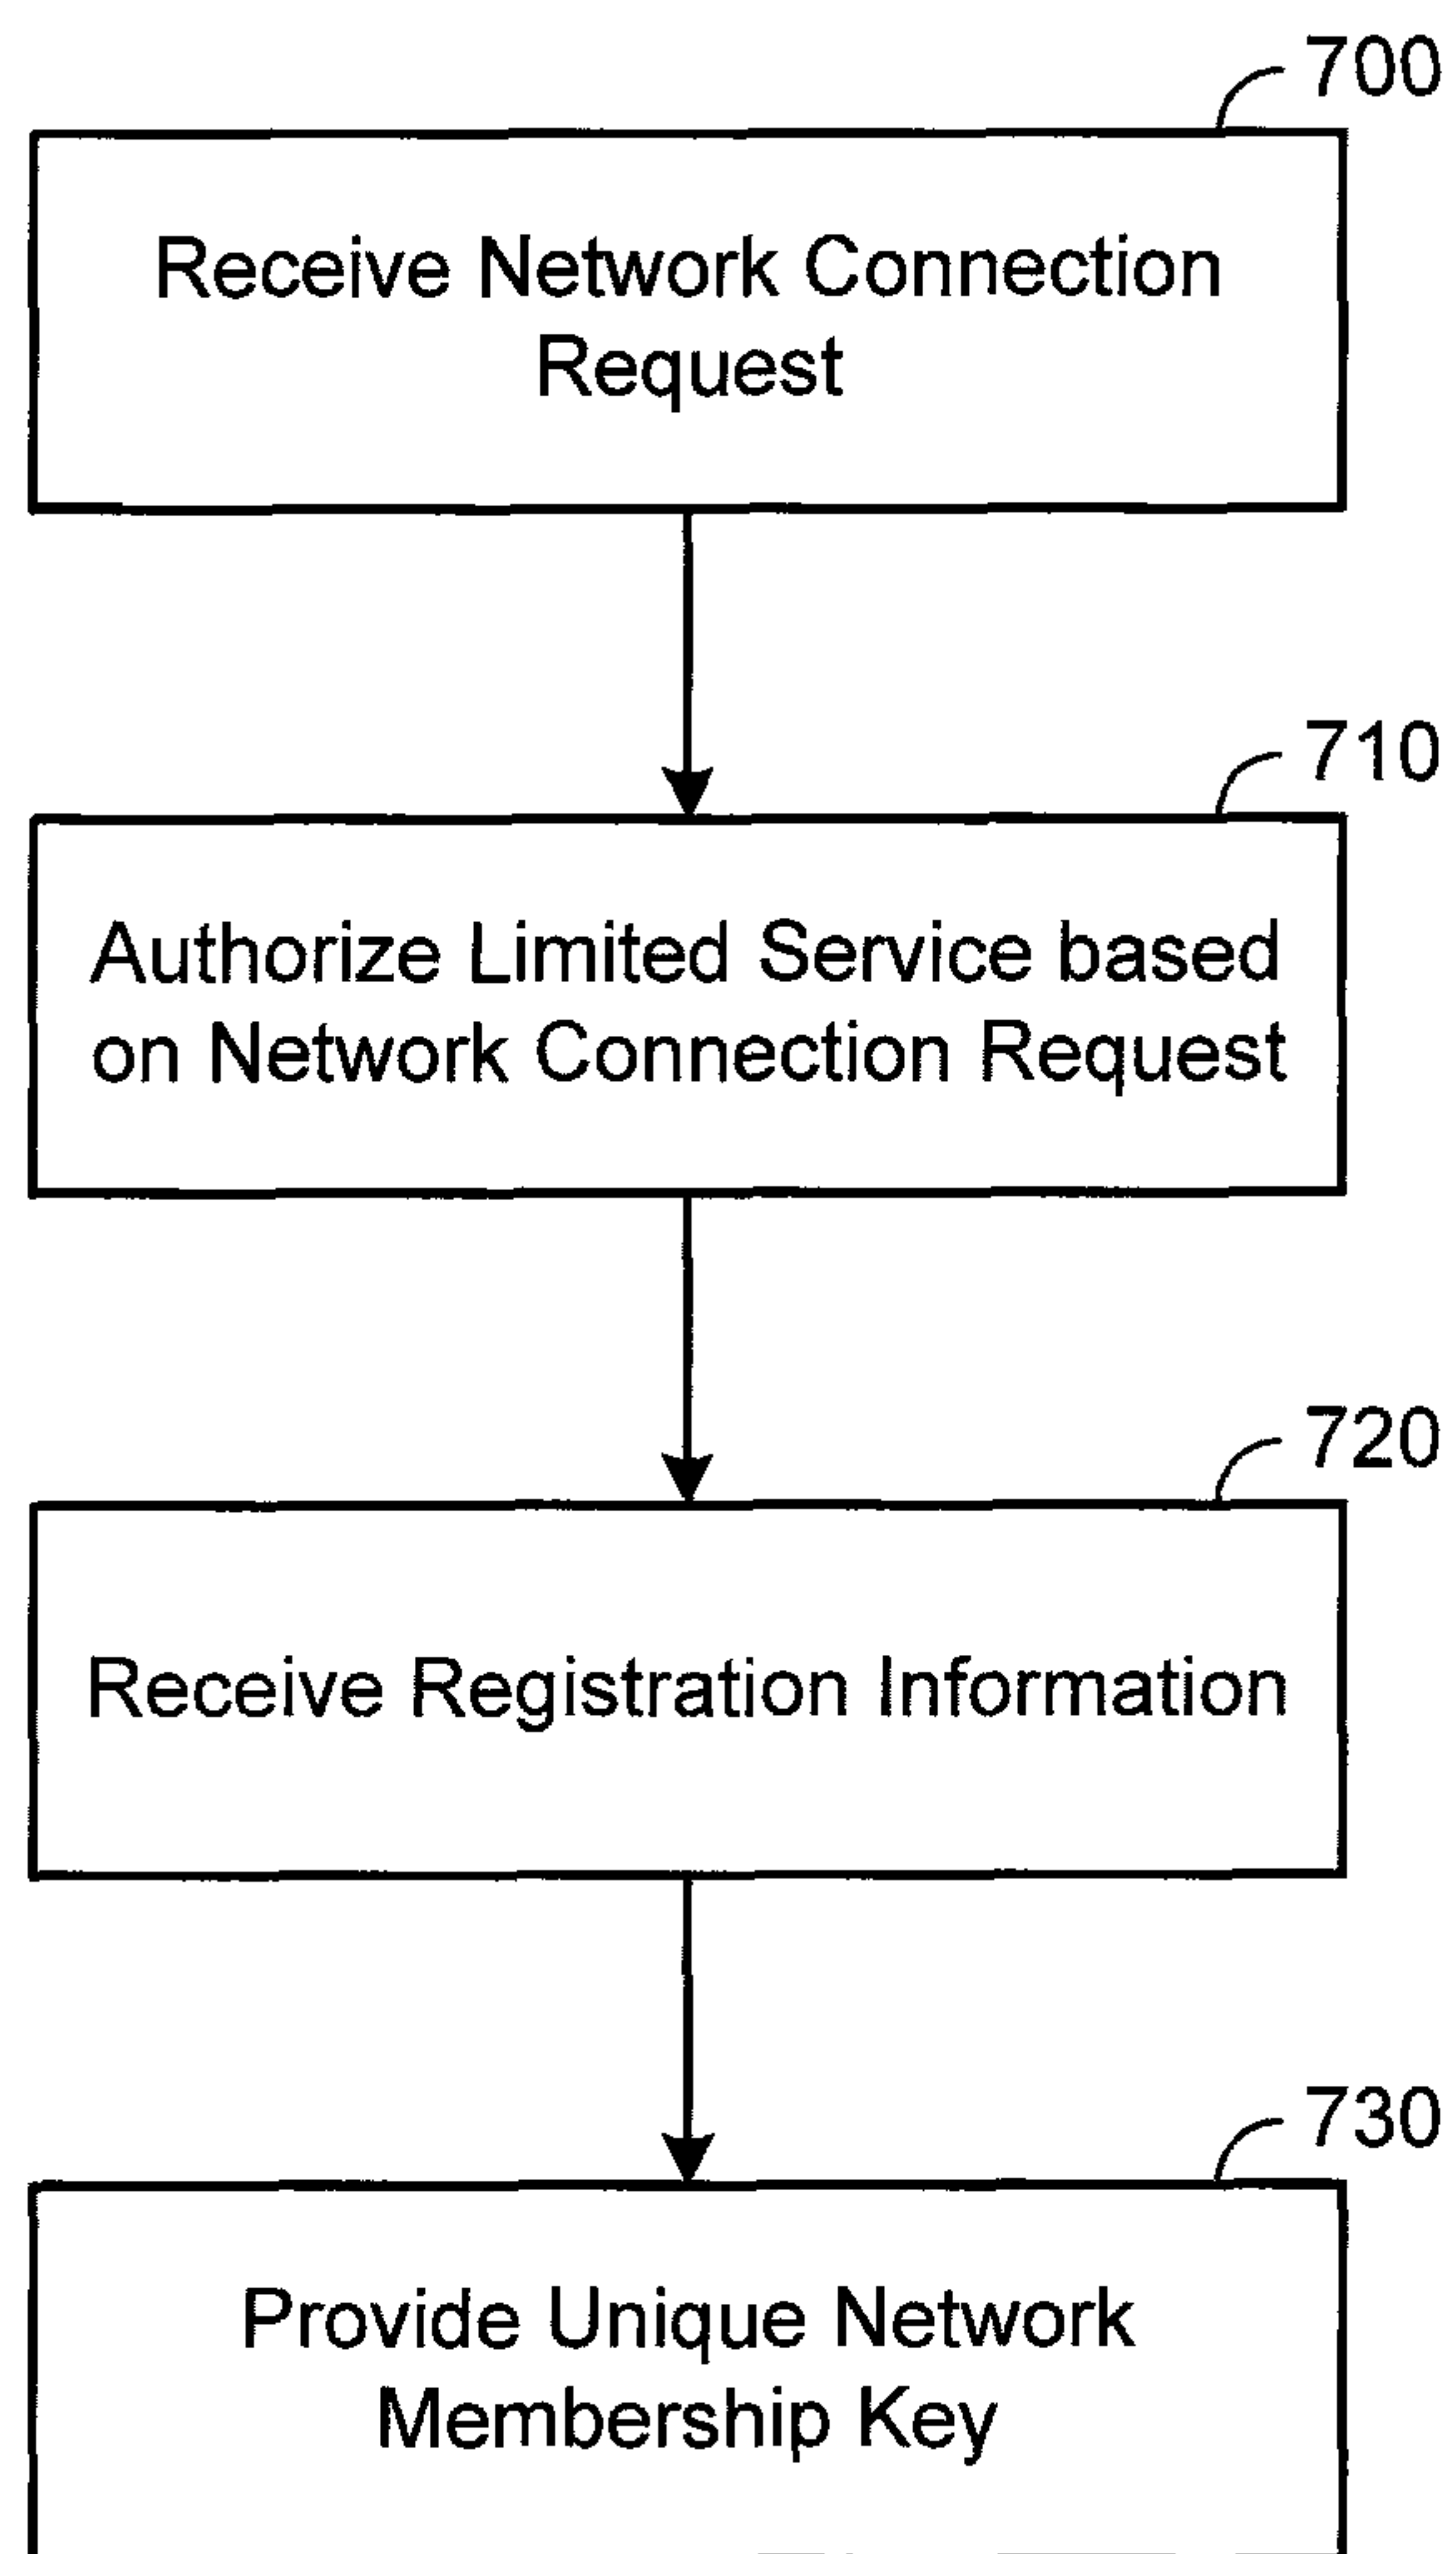 700
Receive Network Connection
Request
710
Authorize Limited Service based
on Network Connection Request
720
Receive Registration Information
730
Provide Unique Network
Membership Key